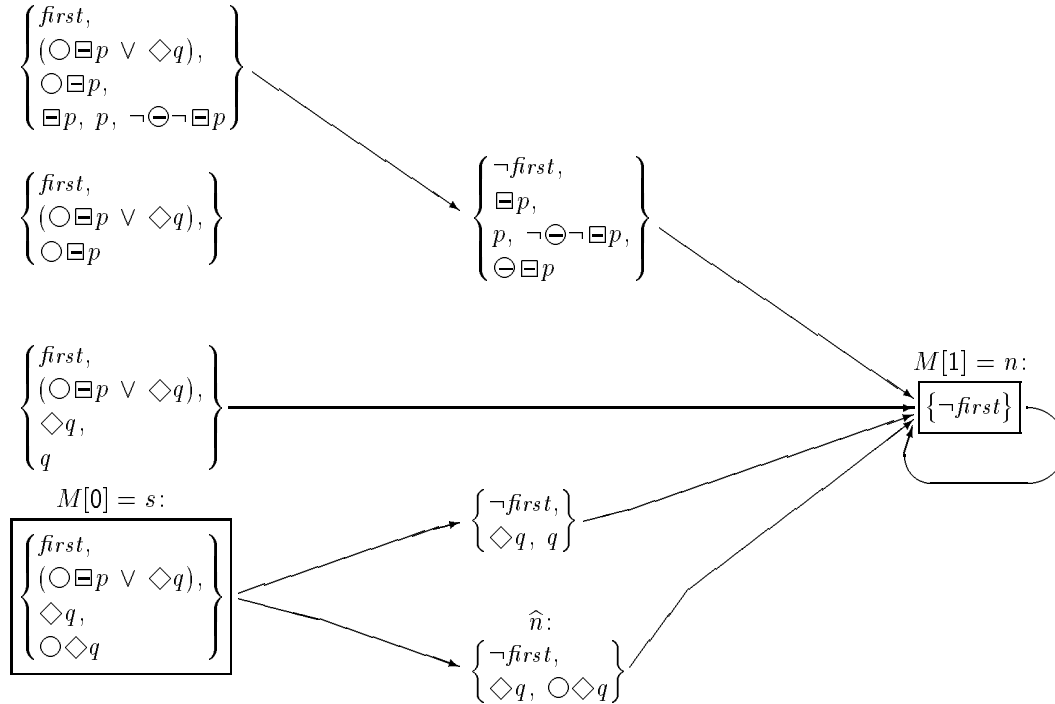 first,
(○⊟p ∨ ◇q),
○⊟p,
⊟p, p, ¬⊖¬⊟p
first,
(○⊟p ∨ ◇q),
○⊟p
¬first,
⊟p,
p, ¬⊖¬⊟p,
⊖⊟p
first,
(○⊟p ∨ ◇q),
◇q,
q
M[1] = n:
{¬first}
M[0] = s:
first,
(○⊟p ∨ ◇q),
◇q,
○◇q
¬first,
◇q, q
n̂:
¬first,
◇q, ○◇q